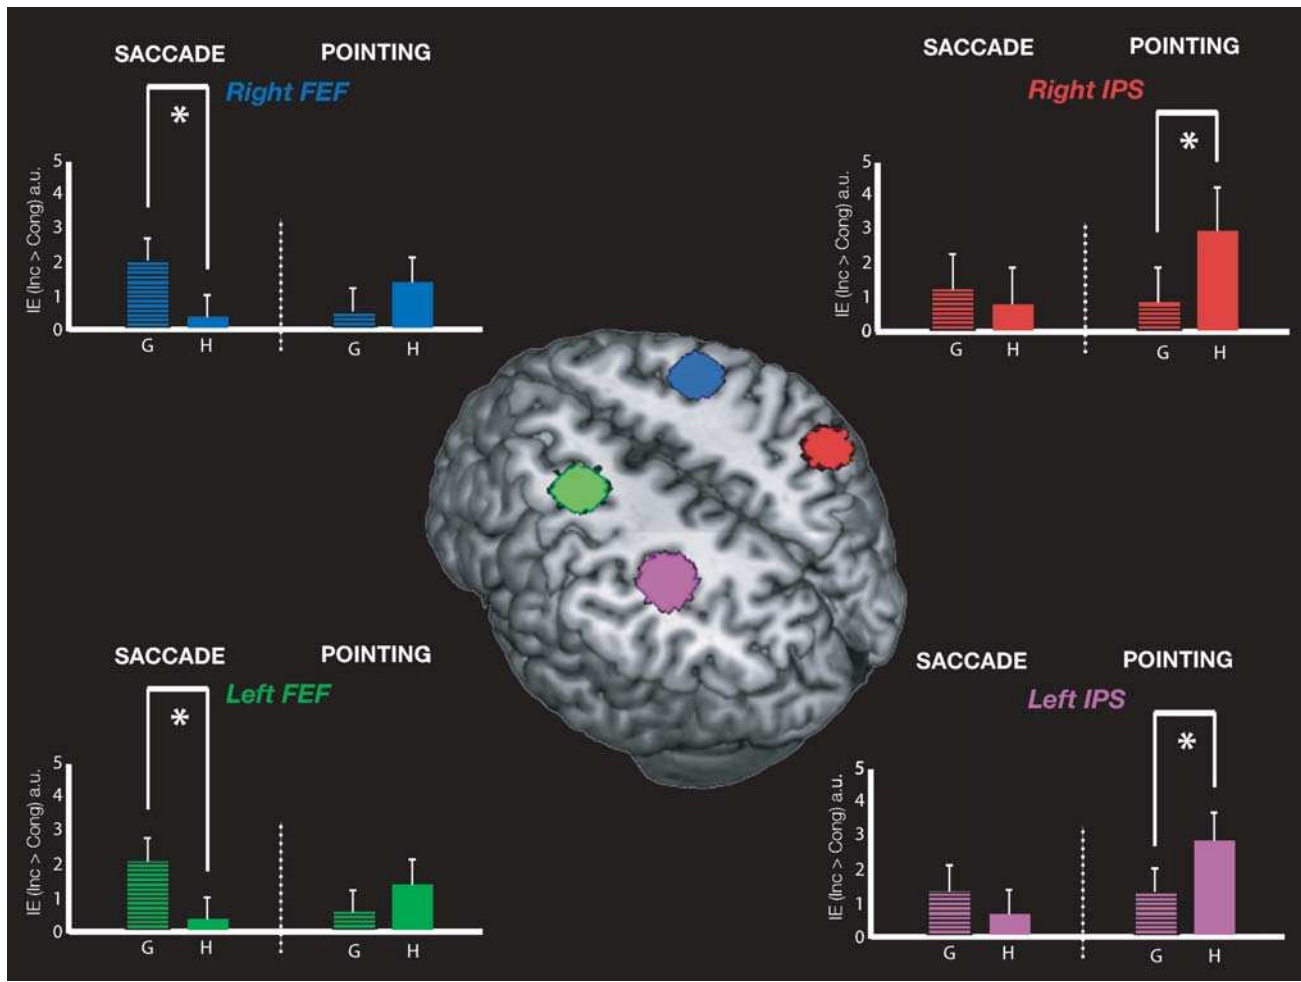 SACCADE POINTING
Right FEF
*
IE (Inc > Cong) a.u.
5
4
3
2
1
0
G H G H
SACCADE POINTING
Right IPS
*
IE (Inc > Cong) a.u.
5
4
3
2
1
0
G H G H
SACCADE POINTING
Left FEF
*
IE (Inc > Cong) a.u.
5
4
3
2
1
0
G H G H
SACCADE POINTING
Left IPS
*
IE (Inc > Cong) a.u.
5
4
3
2
1
0
G H G H